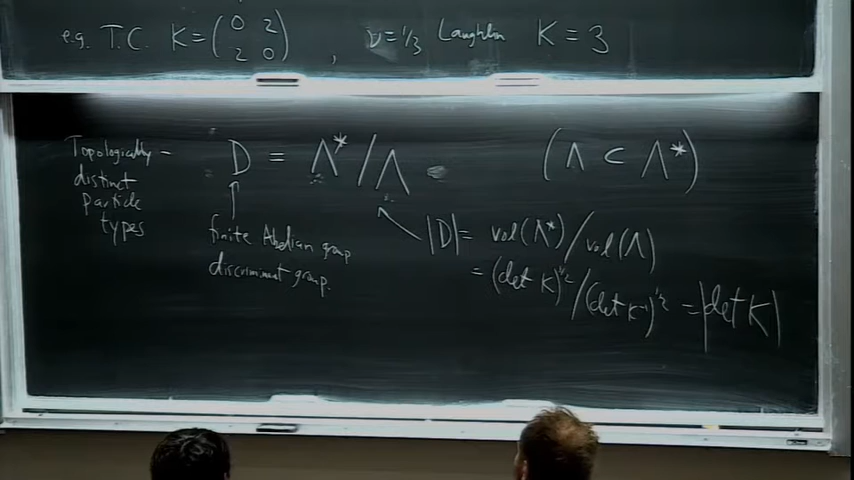 e.g. T.C. K = (0 2
2 0) , ν = 1/3 Laughlin K = 3
Topologically - distinct particle types
D = Λ* / Λ (Λ ⊂ Λ*)
finite Abelian group
discriminant group.
|D| = vol(Λ*) / vol(Λ)
= (det K)^1/2 / (det K^-1)^1/2 = |det K|